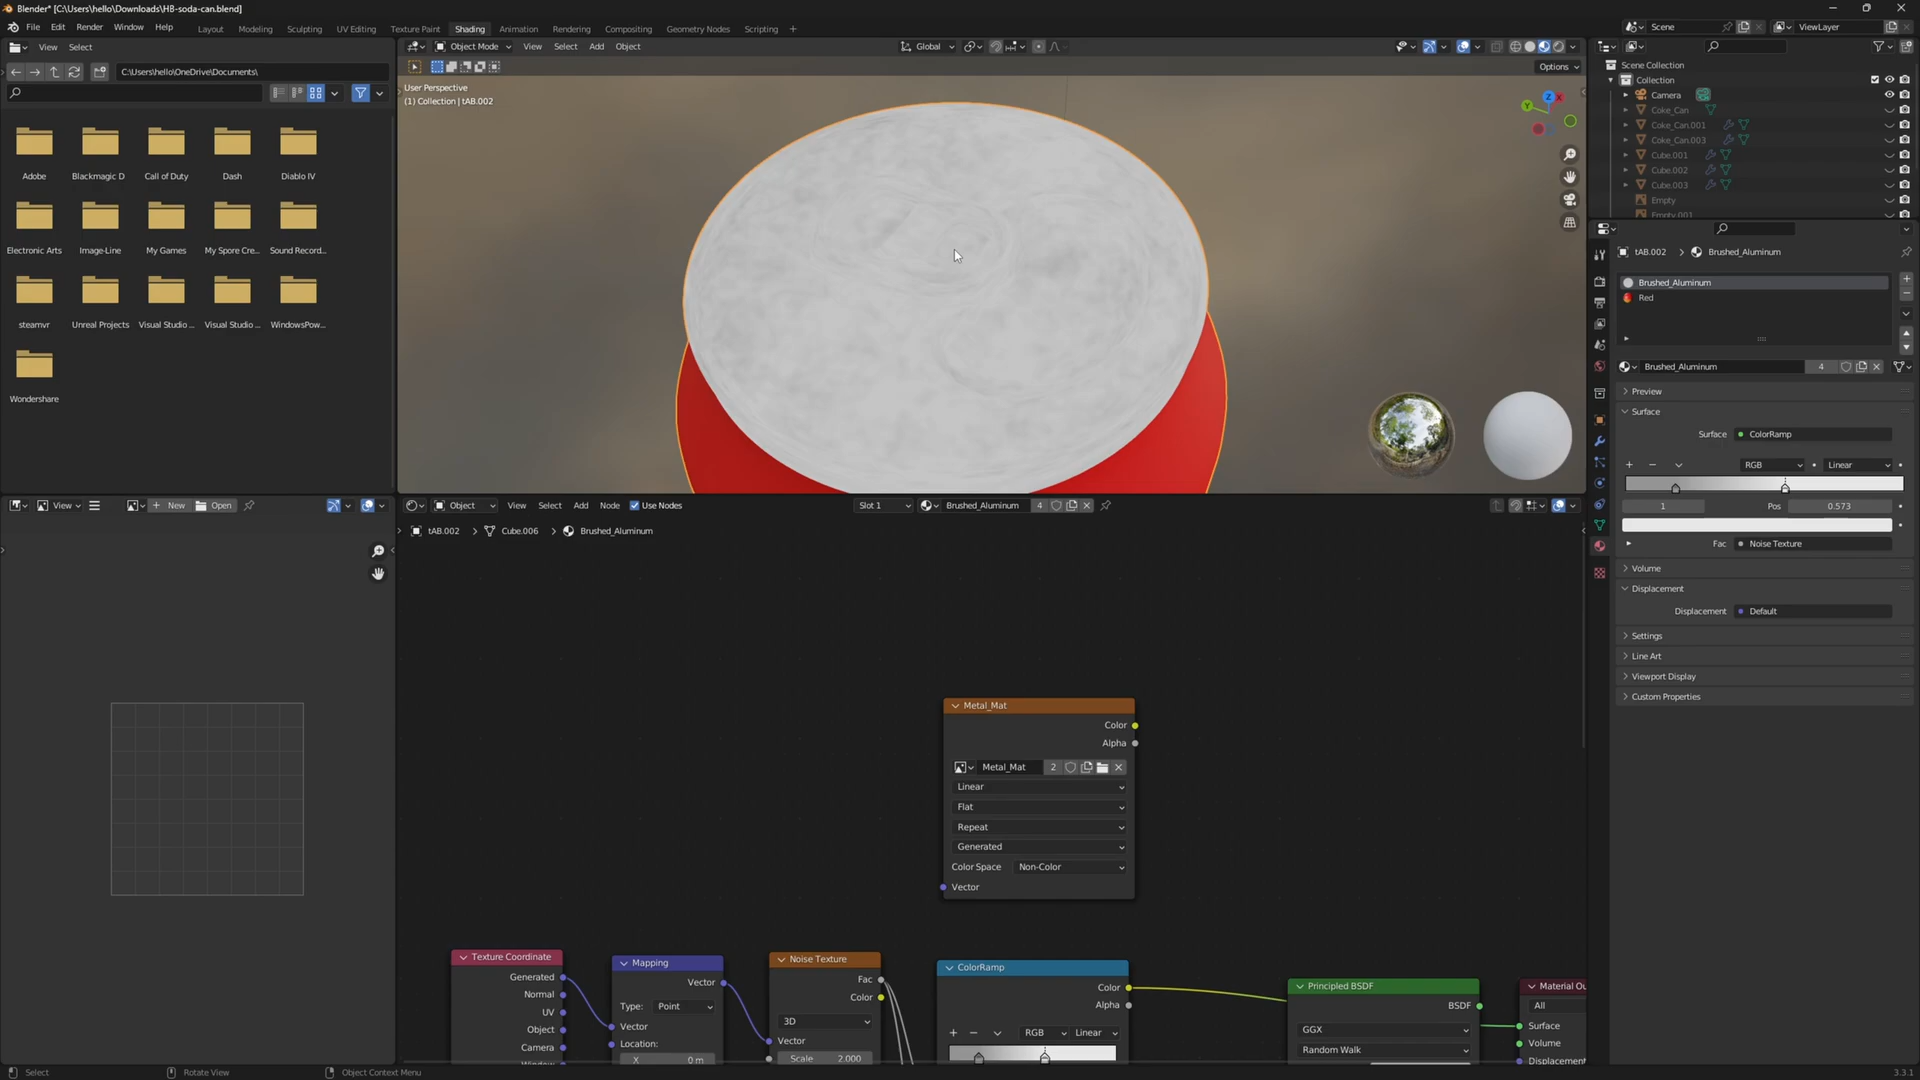 Blender* [C:\Users\hello\Downloads\HB-soda-can.blend]
File Edit Render Window Help Layout Modeling Sculpting UV Editing Texture Paint Shading Animation Rendering Compositing Geometry Nodes Scripting + Scene ViewLayer
View Select
C:\Users\hello\OneDrive\Documents\
Adobe Blackmagic D Call of Duty Dash Diablo IV
Electronic Arts Image-Line My Games My Spore Cre... Sound Record...
steamvr Unreal Projects Visual Studio ... Visual Studio ... WindowsPow...
Wondershare
Object Mode View Select Add Object Global
Options
User Perspective
(1) Collection | tAB.002
Z X
Y
Scene Collection
Collection
Camera
Coke_Can
Coke_Can.001
Coke_Can.003
Cube.001
Cube.002
Cube.003
Empty
Empty.001
tAB.002 > Brushed_Aluminum
Brushed_Aluminum
Red
Brushed_Aluminum 4
Preview
Surface
Surface ColorRamp
RGB Linear
1 Pos 0.573
Fac Noise Texture
Volume
Displacement
Displacement Default
Settings
Line Art
Viewport Display
Custom Properties
View + New Open
Object View Select Add Node Use Nodes Slot 1 Brushed_Aluminum 4
tAB.002 > Cube.006 > Brushed_Aluminum
Metal_Mat
Color
Alpha
Metal_Mat 2
Linear
Flat
Repeat
Generated
Color Space Non-Color
Vector
Texture Coordinate
Generated
Normal
UV
Object
Camera
Window
Mapping
Vector
Type: Point
Vector
Location:
X 0 m
Noise Texture
Fac
Color
3D
Vector
Scale 2.000
ColorRamp
Color
Alpha
RGB Linear
Principled BSDF
BSDF
GGX
Random Walk
Material Ou
All
Surface
Volume
Displacement
Select Rotate View Object Context Menu 3.3.1